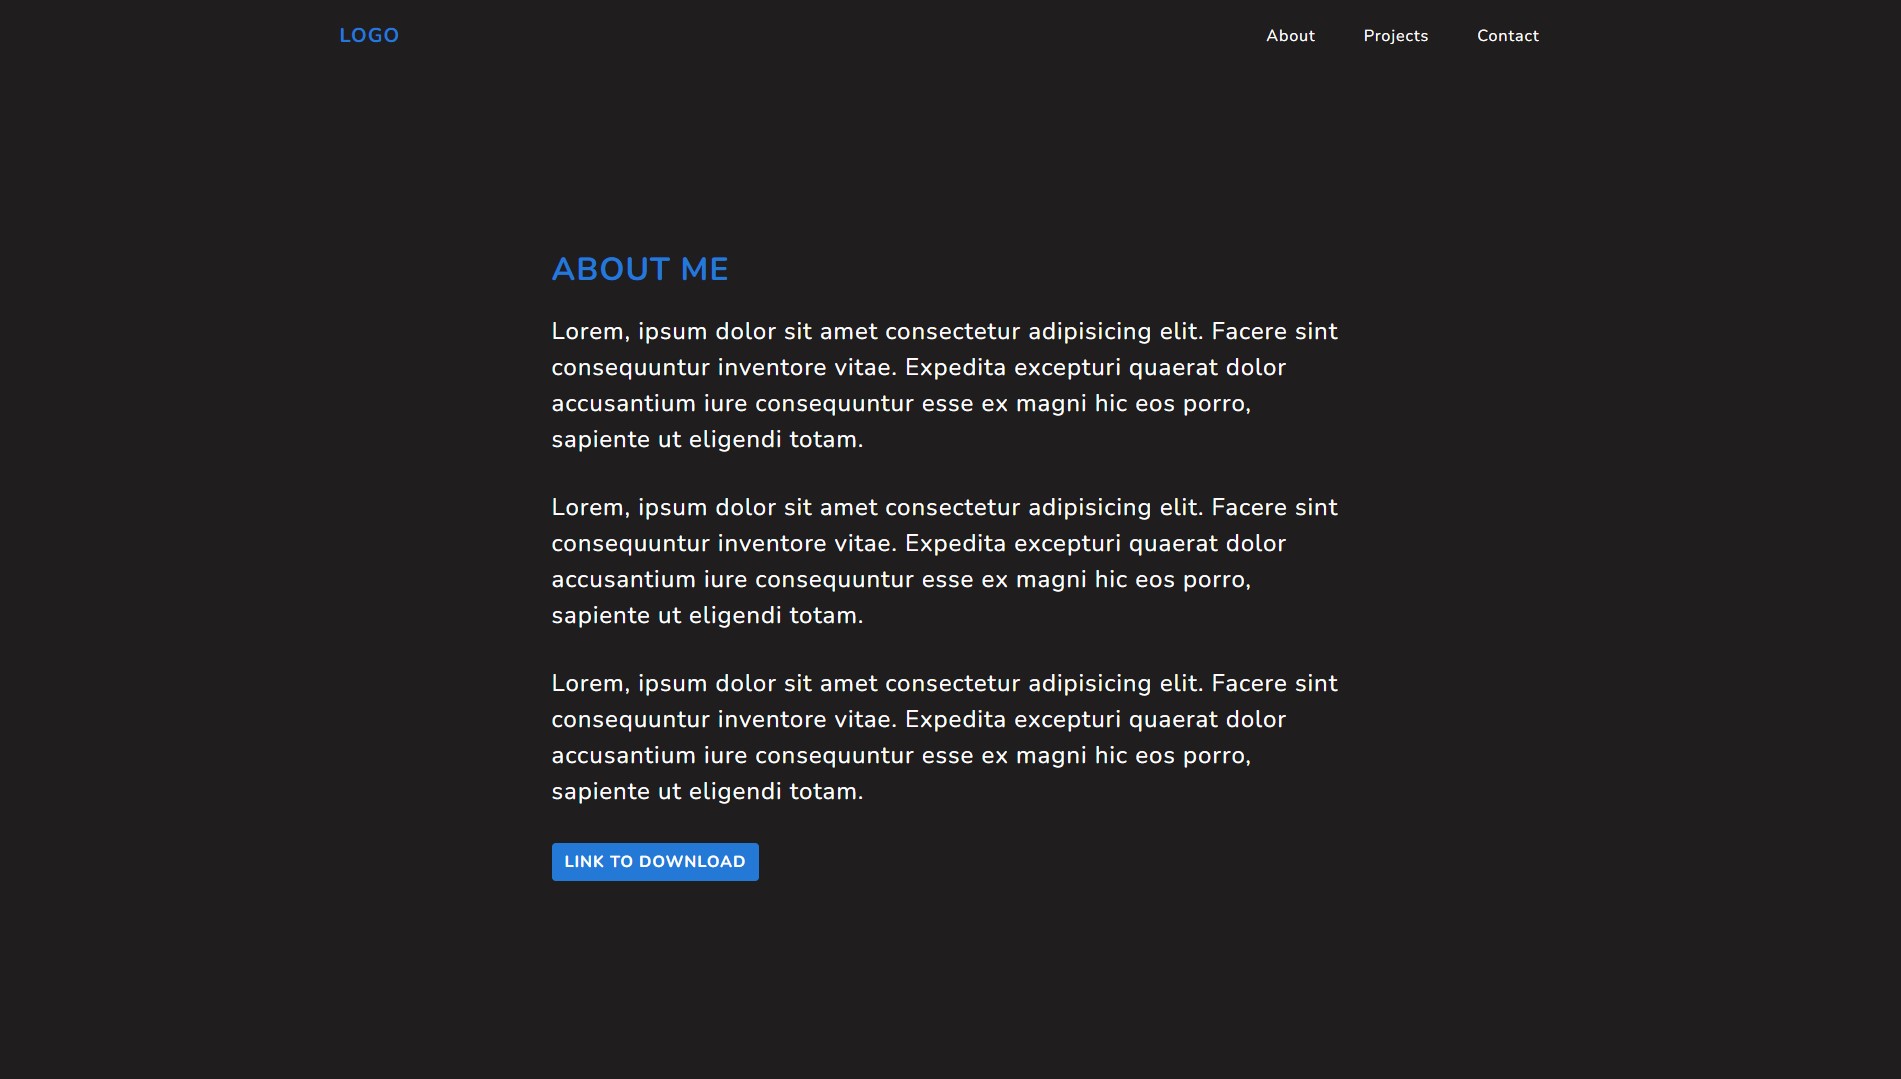 LOGO
About
Projects
Contact
ABOUT ME
Lorem, ipsum dolor sit amet consectetur adipisicing elit. Facere sint
consequuntur inventore vitae. Expedita excepturi quaerat dolor
accusantium iure consequuntur esse ex magni hic eos porro,
sapiente ut eligendi totam.
Lorem, ipsum dolor sit amet consectetur adipisicing elit. Facere sint
consequuntur inventore vitae. Expedita excepturi quaerat dolor
accusantium iure consequuntur esse ex magni hic eos porro,
sapiente ut eligendi totam.
Lorem, ipsum dolor sit amet consectetur adipisicing elit. Facere sint
consequuntur inventore vitae. Expedita excepturi quaerat dolor
accusantium iure consequuntur esse ex magni hic eos porro,
sapiente ut eligendi totam.
LINK TO DOWNLOAD